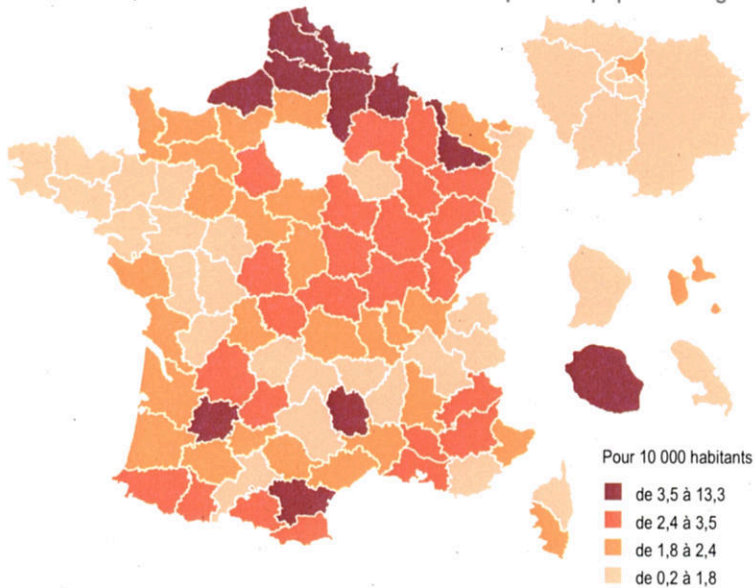 Pour 10 000 habitants
de 3,5 à 13,3
de 2,4 à 3,5
de 1,8 à 2,4
de 0,2 à 1,8